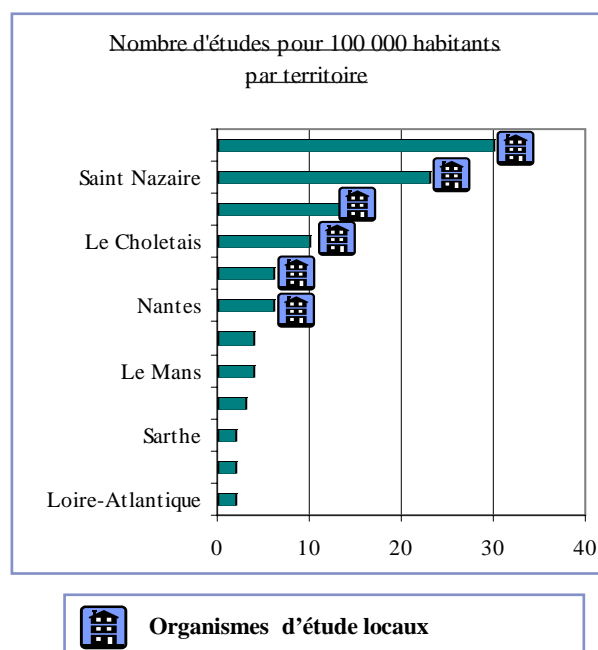 Nombre d'études pour 100 000 habitants
par territoire
Saint Nazaire
Le Choletais
Nantes
Le Mans
Sarthe
Loire-Atlantique
0 10 20 30 40
Organismes d'étude locaux